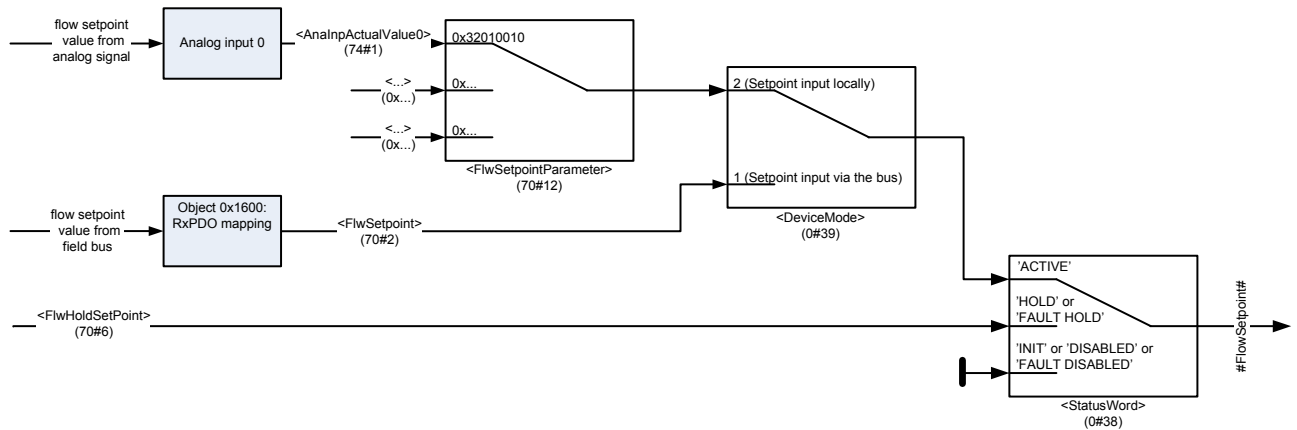 flow setpoint
value from
analog signal
Analog input 0
<AnaInpActualValue0>
(74#1)
0x32010010
<...>
(0x...)
0x...
<...>
(0x...)
0x...
<FlwSetpointParameter>
(70#12)
2 (Setpoint input locally)
1 (Setpoint input via the bus)
<DeviceMode>
(0#39)
flow setpoint
value from
field bus
Object 0x1600:
RxPDO mapping
<FlwSetpoint>
(70#2)
<FlwHoldSetPoint>
(70#6)
'ACTIVE'
'HOLD' or
'FAULT HOLD'
'INIT' or 'DISABLED' or
'FAULT DISABLED'
<StatusWord>
(0#38)
#FlowSetpoint#